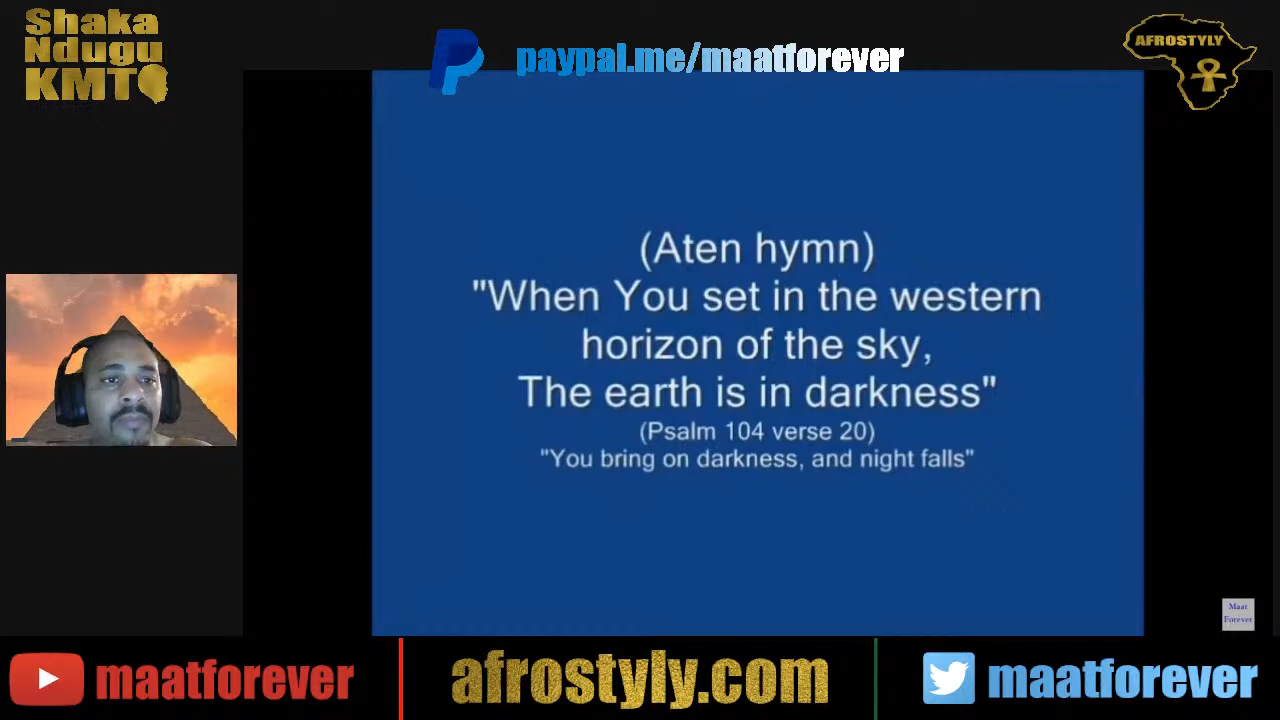 Shaka
Ndugu
KMT
paypal.me/maatforever
AFROSTYLY
(Aten hymn)
"When You set in the western
horizon of the sky,
The earth is in darkness"
(Psalm 104 verse 20)
"You bring on darkness, and night falls"
Maat
Forever
maatforever
afrostyly.com
maatforever